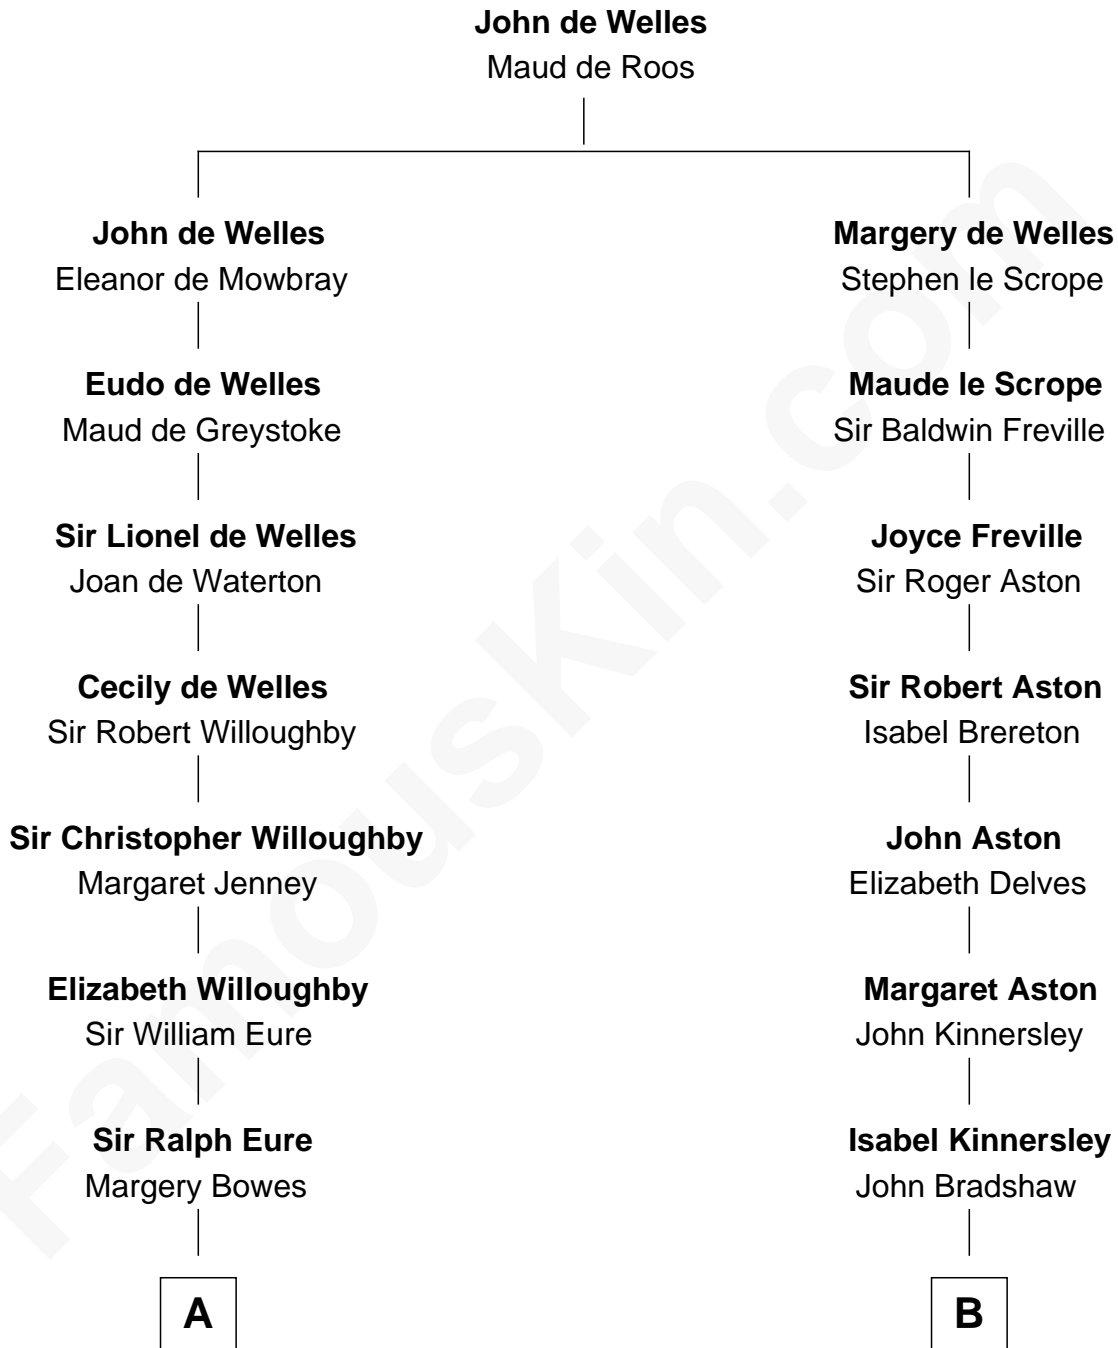 John de Welles
Maud de Roos
John de Welles
Eleanor de Mowbray
Margery de Welles
Stephen le Scrope
Eudo de Welles
Maud de Greystoke
Maude le Scrope
Sir Baldwin Freville
Sir Lionel de Welles
Joan de Waterton
Joyce Freville
Sir Roger Aston
Cecily de Welles
Sir Robert Willoughby
Sir Robert Aston
Isabel Brereton
Sir Christopher Willoughby
Margaret Jenney
John Aston
Elizabeth Delves
Elizabeth Willoughby
Sir William Eure
Margaret Aston
John Kinnersley
Sir Ralph Eure
Margery Bowes
Isabel Kinnersley
John Bradshaw
A
B
FamousKin.com